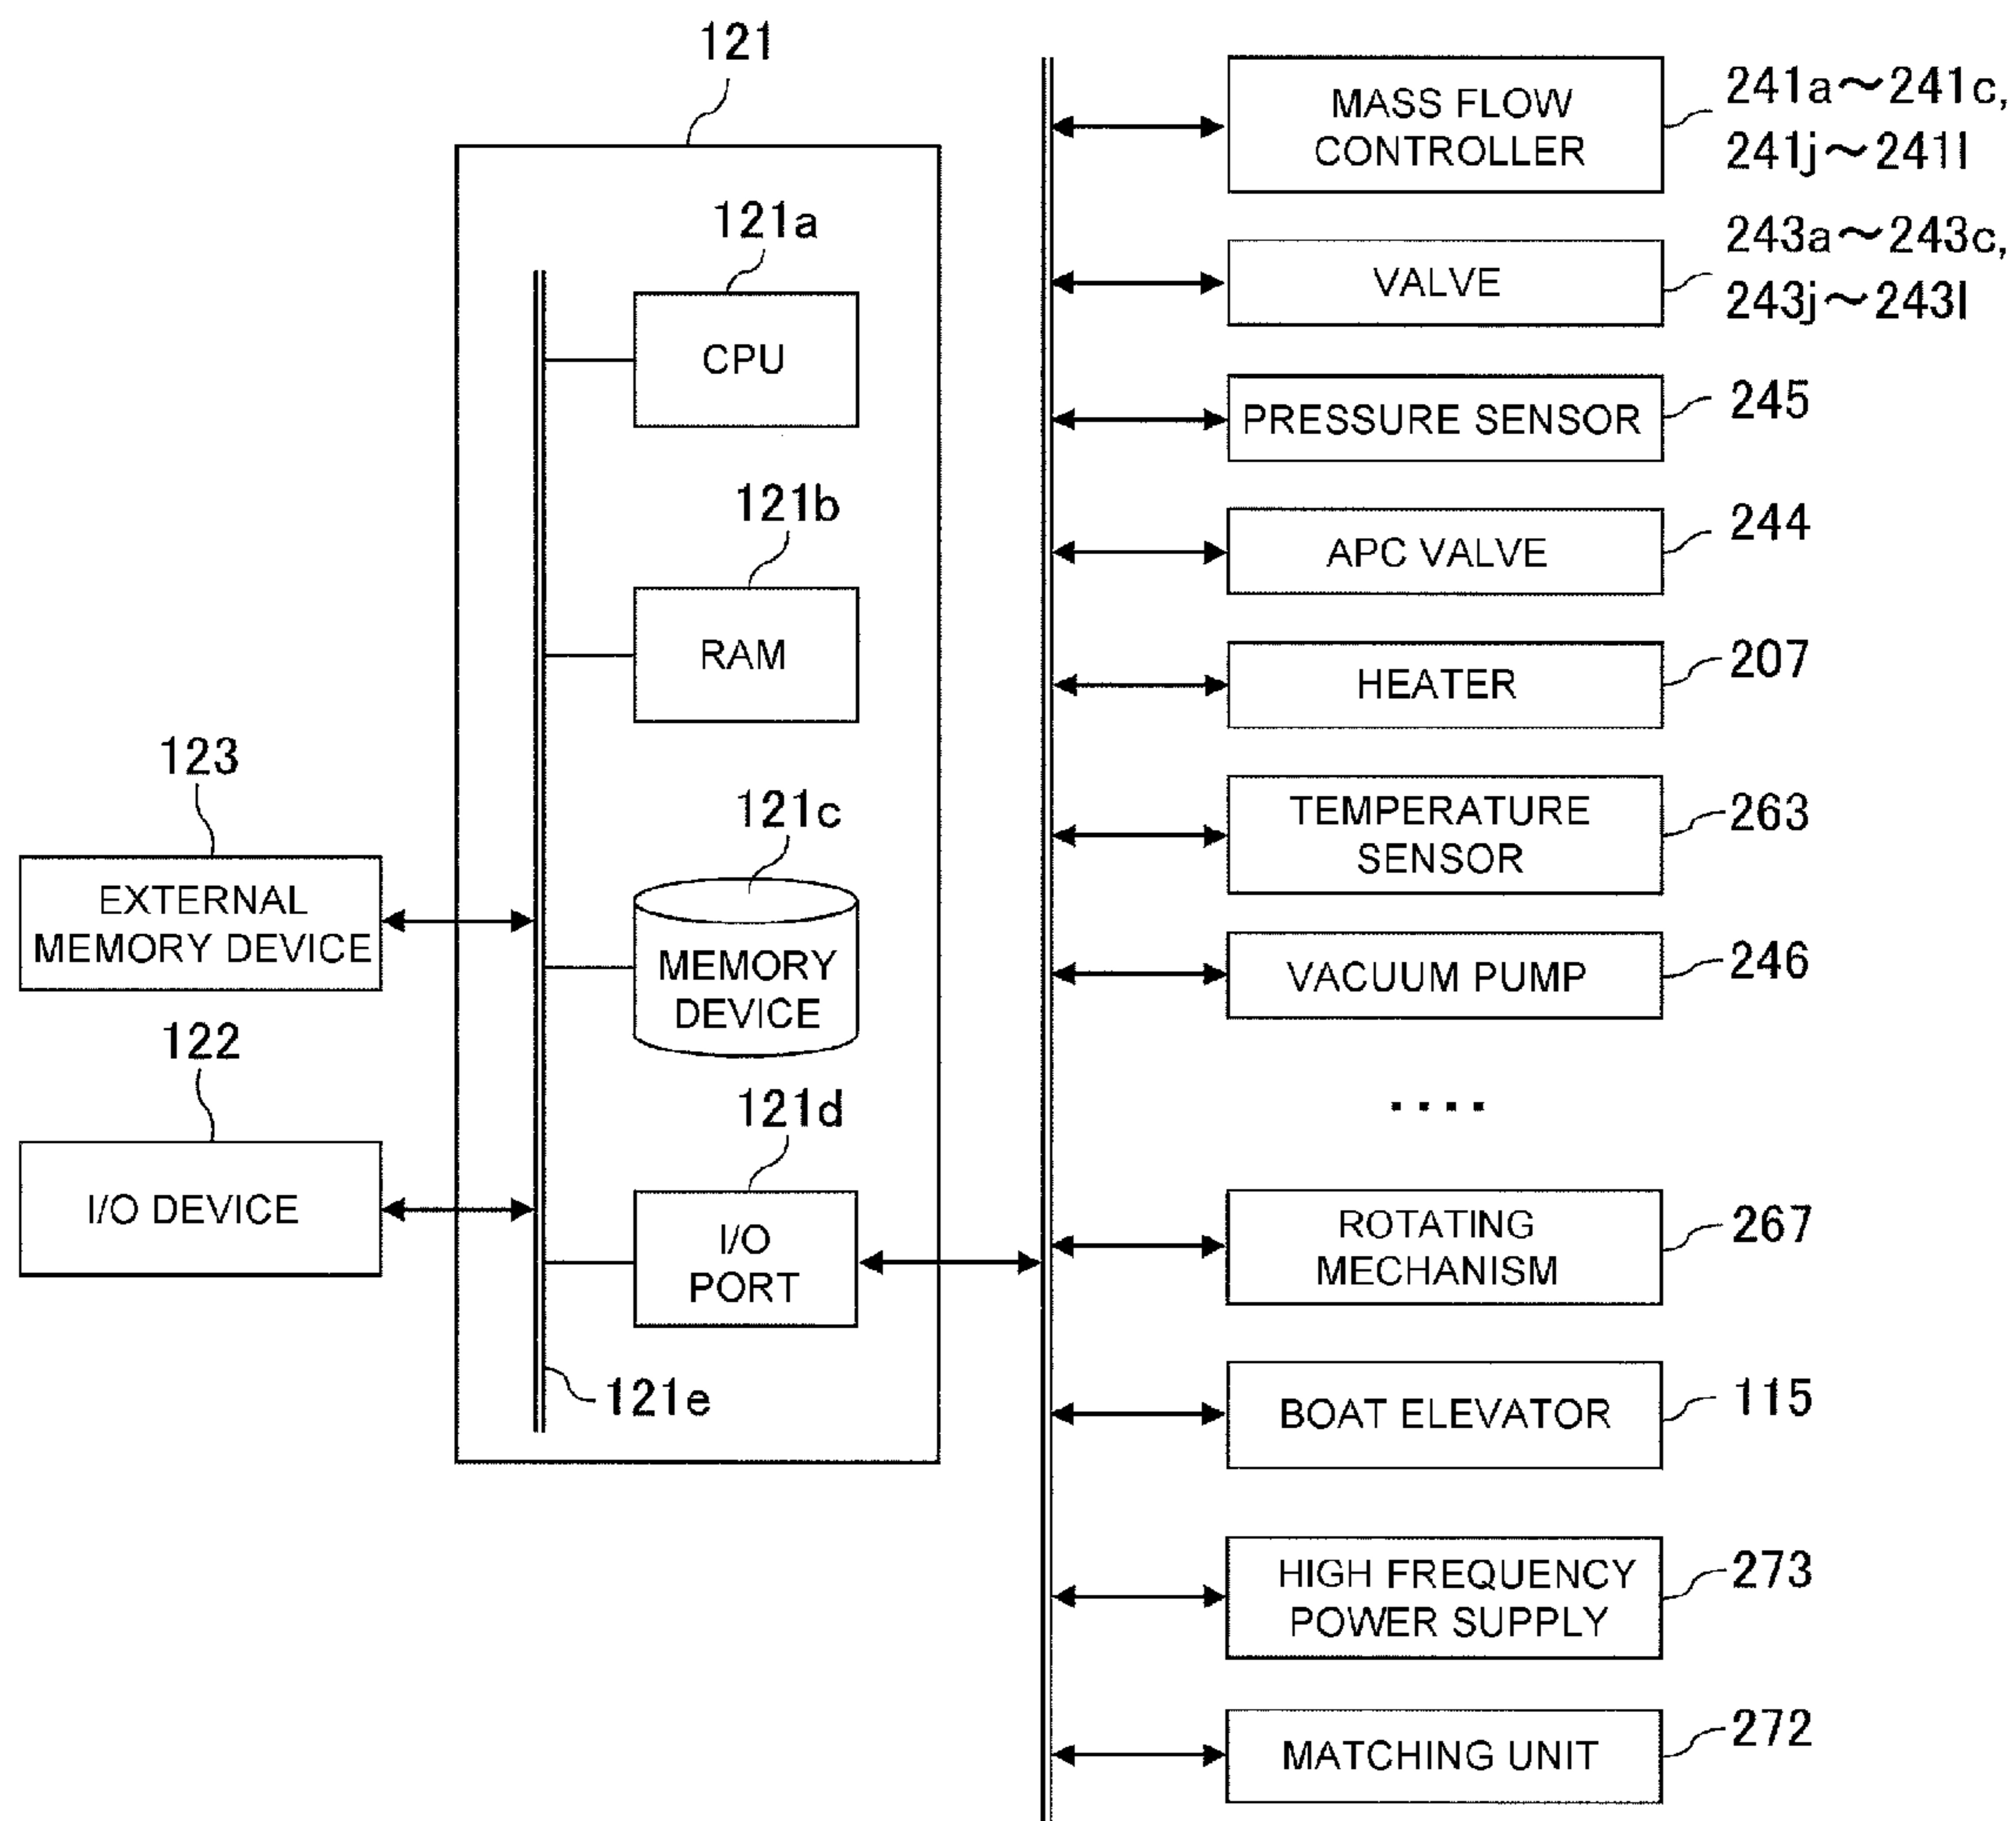 121
121a
CPU
121b
RAM
121c
MEMORY
DEVICE
121d
I/O
PORT
121e
123
EXTERNAL
MEMORY DEVICE
122
I/O DEVICE
MASS FLOW
CONTROLLER
241a～241c,
241j～241l
VALVE
243a～243c,
243j～243l
PRESSURE SENSOR
245
APC VALVE
244
HEATER
207
TEMPERATURE
SENSOR
263
VACUUM PUMP
246
....
ROTATING
MECHANISM
267
BOAT ELEVATOR
115
HIGH FREQUENCY
POWER SUPPLY
273
MATCHING UNIT
272